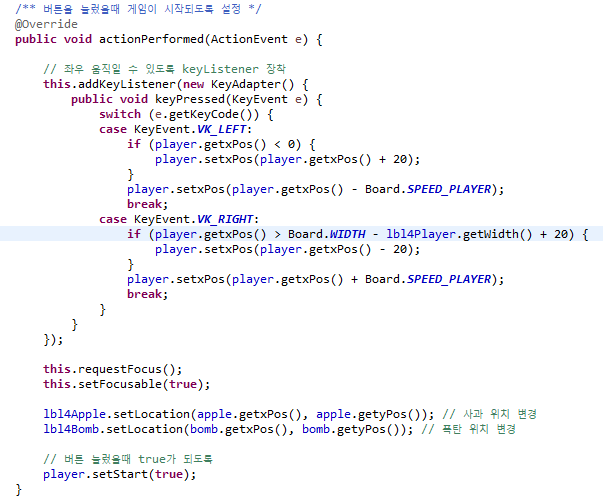 /** 버튼을 눌렀을때 게임이 시작되도록 설정 */
@Override
public void actionPerformed(ActionEvent e) {
// 좌우 움직일 수 있도록 keyListener 장착
this.addKeyListener(new KeyAdapter() {
public void keyPressed(KeyEvent e) {
switch (e.getKeyCode()) {
case KeyEvent.VK_LEFT:
if (player.getxPos() < 0) {
player.setxPos(player.getxPos() + 20);
}
player.setxPos(player.getxPos() - Board.SPEED_PLAYER);
break;
case KeyEvent.VK_RIGHT:
if (player.getxPos() > Board.WIDTH - lbl4Player.getWidth() + 20) {
player.setxPos(player.getxPos() - 20);
}
player.setxPos(player.getxPos() + Board.SPEED_PLAYER);
break;
}
}
});
this.requestFocus();
this.setFocusable(true);
lbl4Apple.setLocation(apple.getxPos(), apple.getyPos()); // 사과 위치 변경
lbl4Bomb.setLocation(bomb.getxPos(), bomb.getyPos()); // 폭탄 위치 변경
// 버튼 눌렀을때 true가 되도록
player.setStart(true);
}